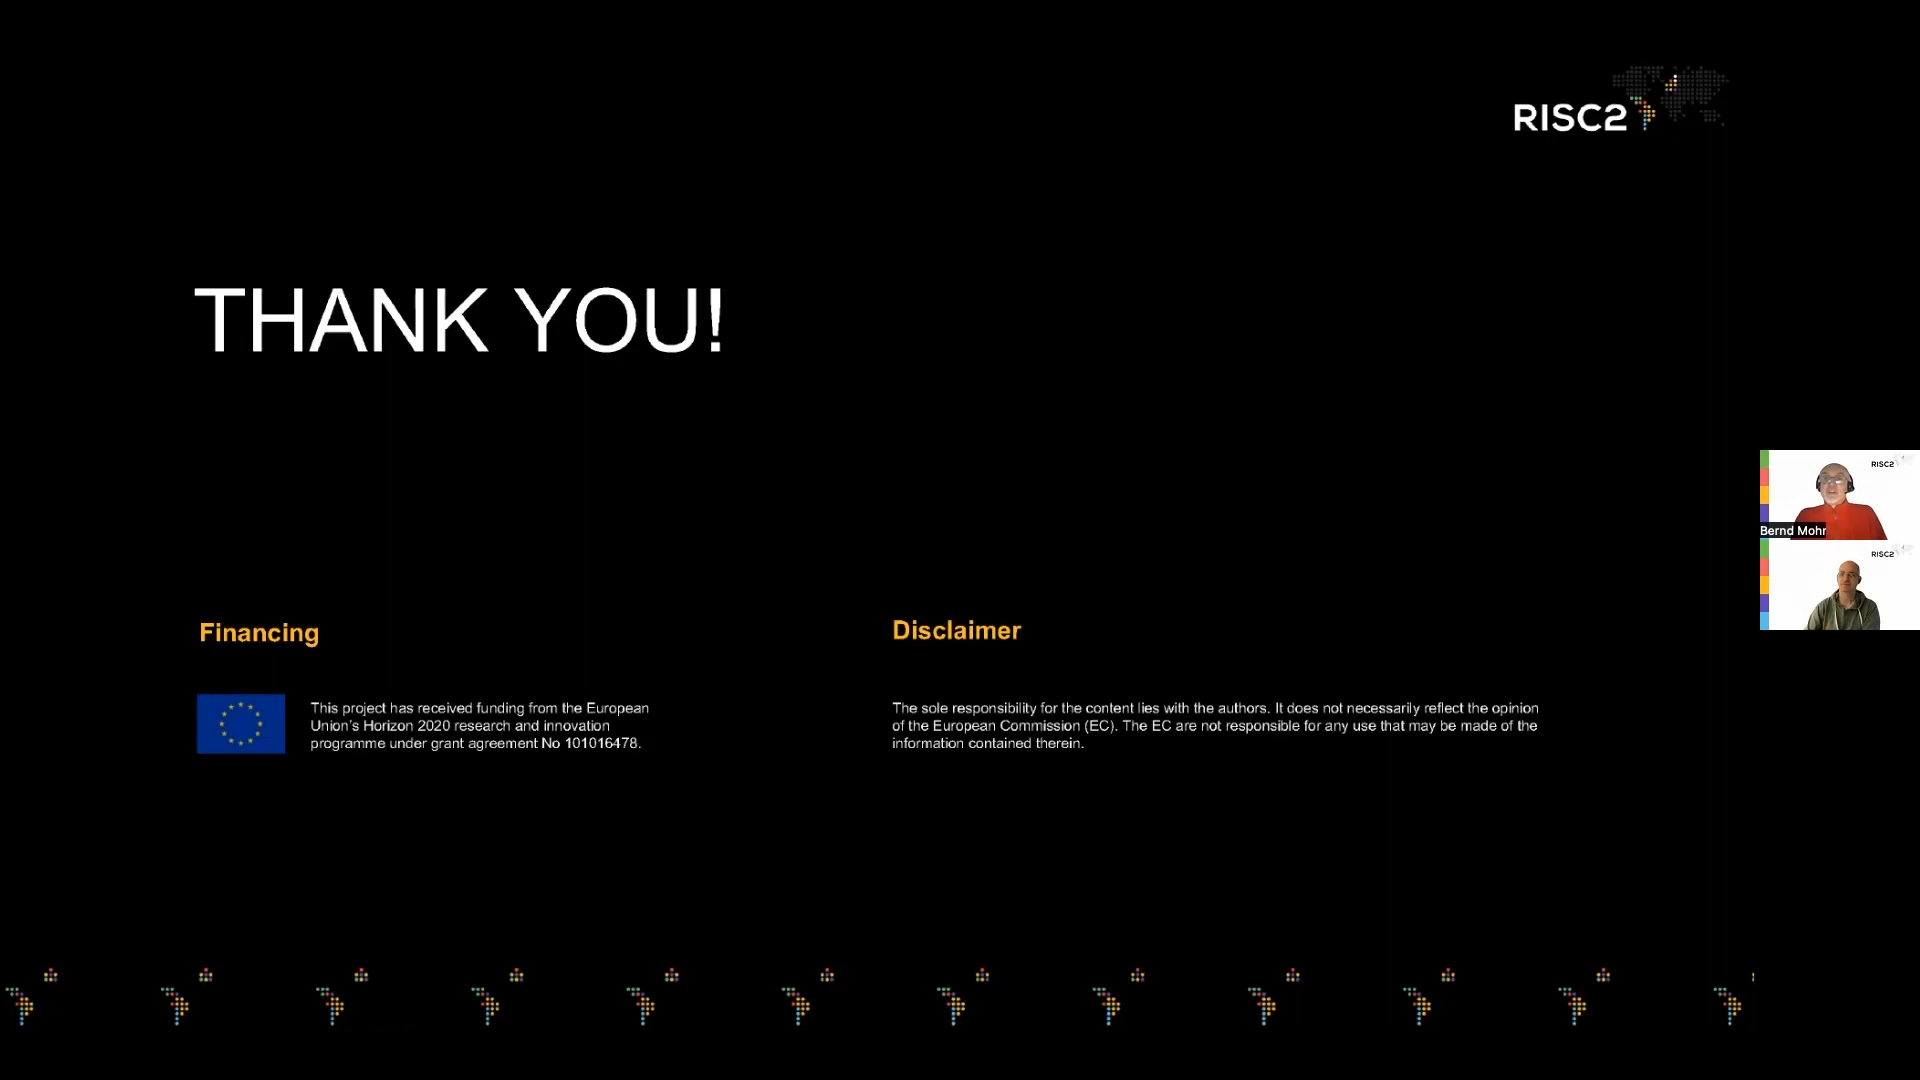 RISC2
THANK YOU!
Financing
This project has received funding from the European
Union's Horizon 2020 research and innovation
programme under grant agreement No 101016478.
Disclaimer
The sole responsibility for the content lies with the authors. It does not necessarily reflect the opinion
of the European Commission (EC). The EC are not responsible for any use that may be made of the
information contained therein.
RISC2
Bernd Mohr
RISC2